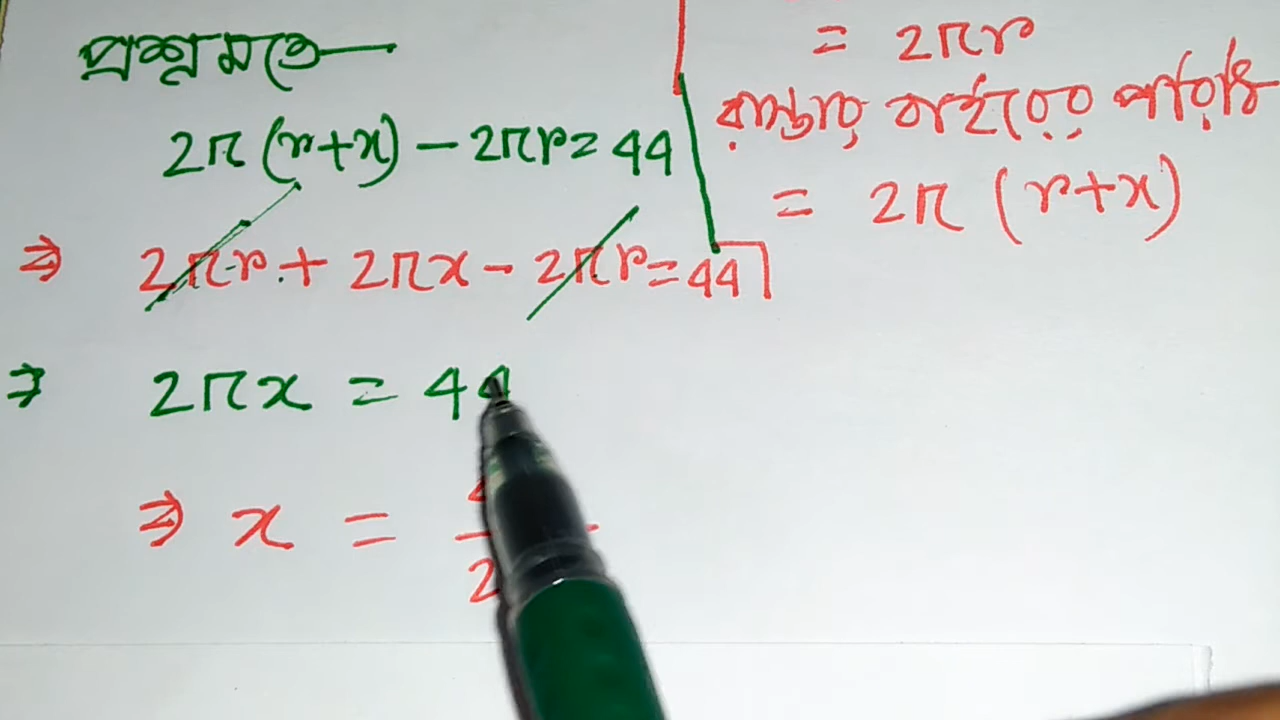 প্রশ্নমতে—
2π(r+x) - 2πr = 44
⇒ 2πr + 2πx - 2πr = 44
⇒ 2πx = 44
⇒ x =
= 2πr
রাস্তার বাইরের পরিধি
= 2π (r+x)